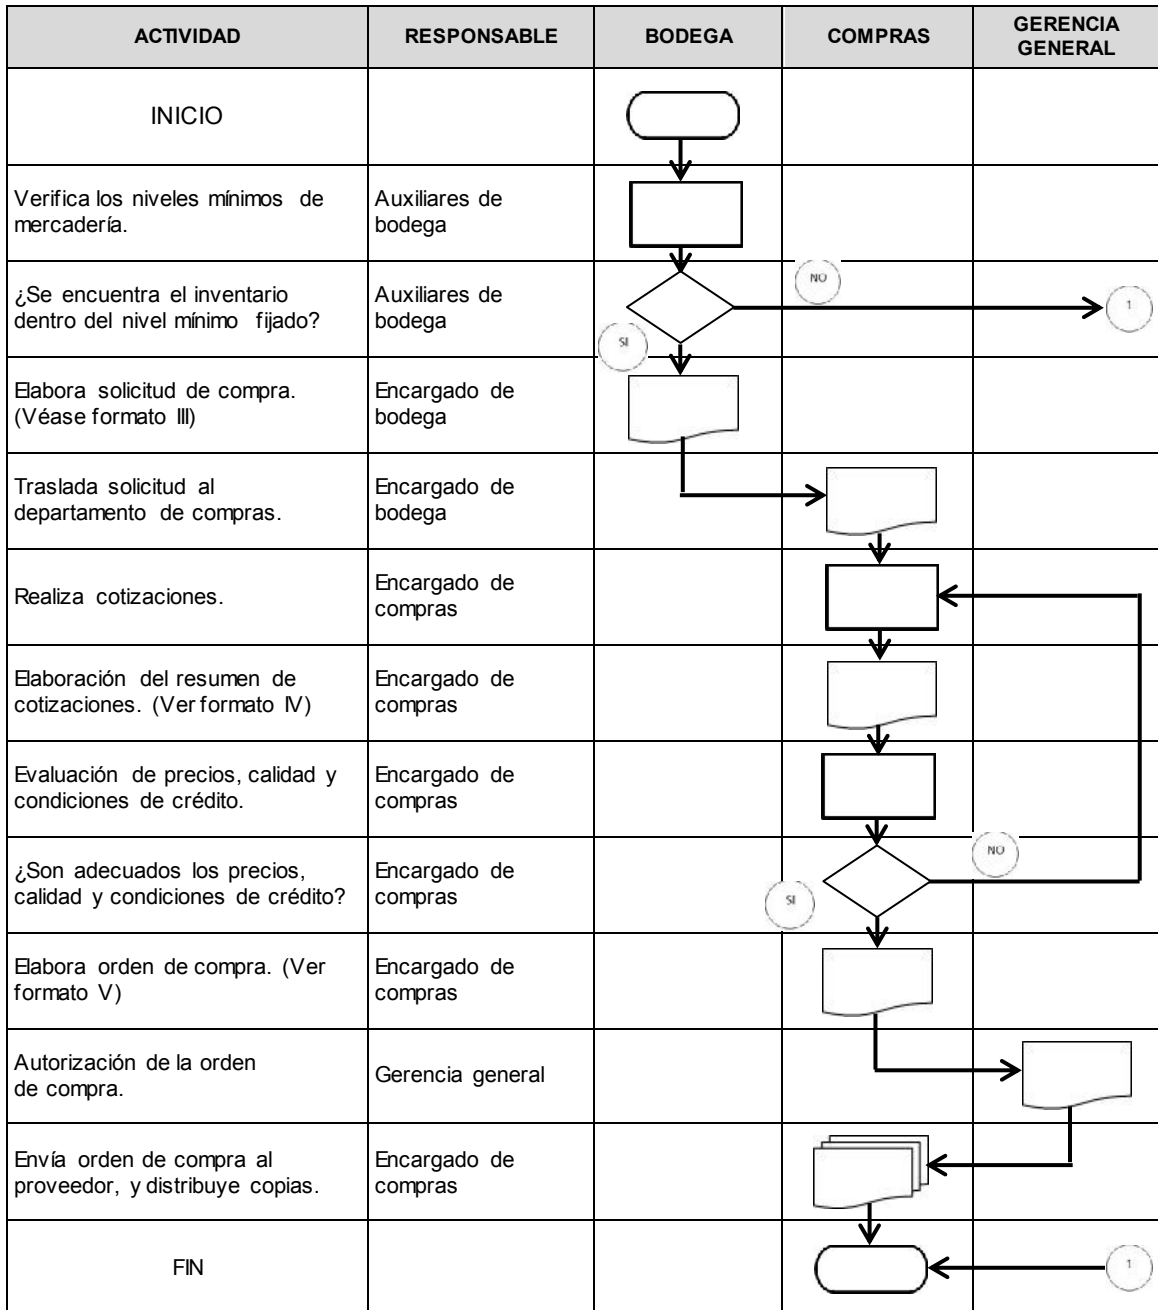 ACTIVIDAD RESPONSABLE BODEGA COMPRAS GERENCIA
GENERAL
INICIO
Verifica los niveles mínimos de
mercadería.
Auxiliares de
bodega
¿Se encuentra el inventario
dentro del nivel mínimo fijado?
Auxiliares de
bodega
NO
1
SI
Elabora solicitud de compra.
(Véase formato III)
Encargado de
bodega
Traslada solicitud al
departamento de compras.
Encargado de
bodega
Realiza cotizaciones.
Encargado de
compras
Elaboración del resumen de
cotizaciones. (Ver formato IV)
Encargado de
compras
Evaluación de precios, calidad y
condiciones de crédito.
Encargado de
compras
¿Son adecuados los precios,
calidad y condiciones de crédito?
Encargado de
compras
NO
SI
Elabora orden de compra. (Ver
formato V)
Encargado de
compras
Autorización de la orden
de compra.
Gerencia general
Envía orden de compra al
proveedor, y distribuye copias.
Encargado de
compras
FIN
1